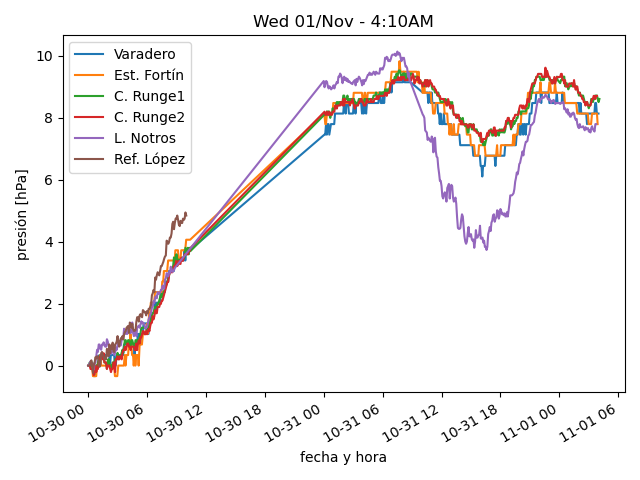 Wed 01/Nov - 4:10AM
Varadero
Est. Fortín
C. Runge1
C. Runge2
L. Notros
Ref. López
presión [hPa]
10
8
6
4
2
0
10-30 00
10-30 06
10-30 12
10-30 18
10-31 00
10-31 06
10-31 12
10-31 18
11-01 00
11-01 06
fecha y hora